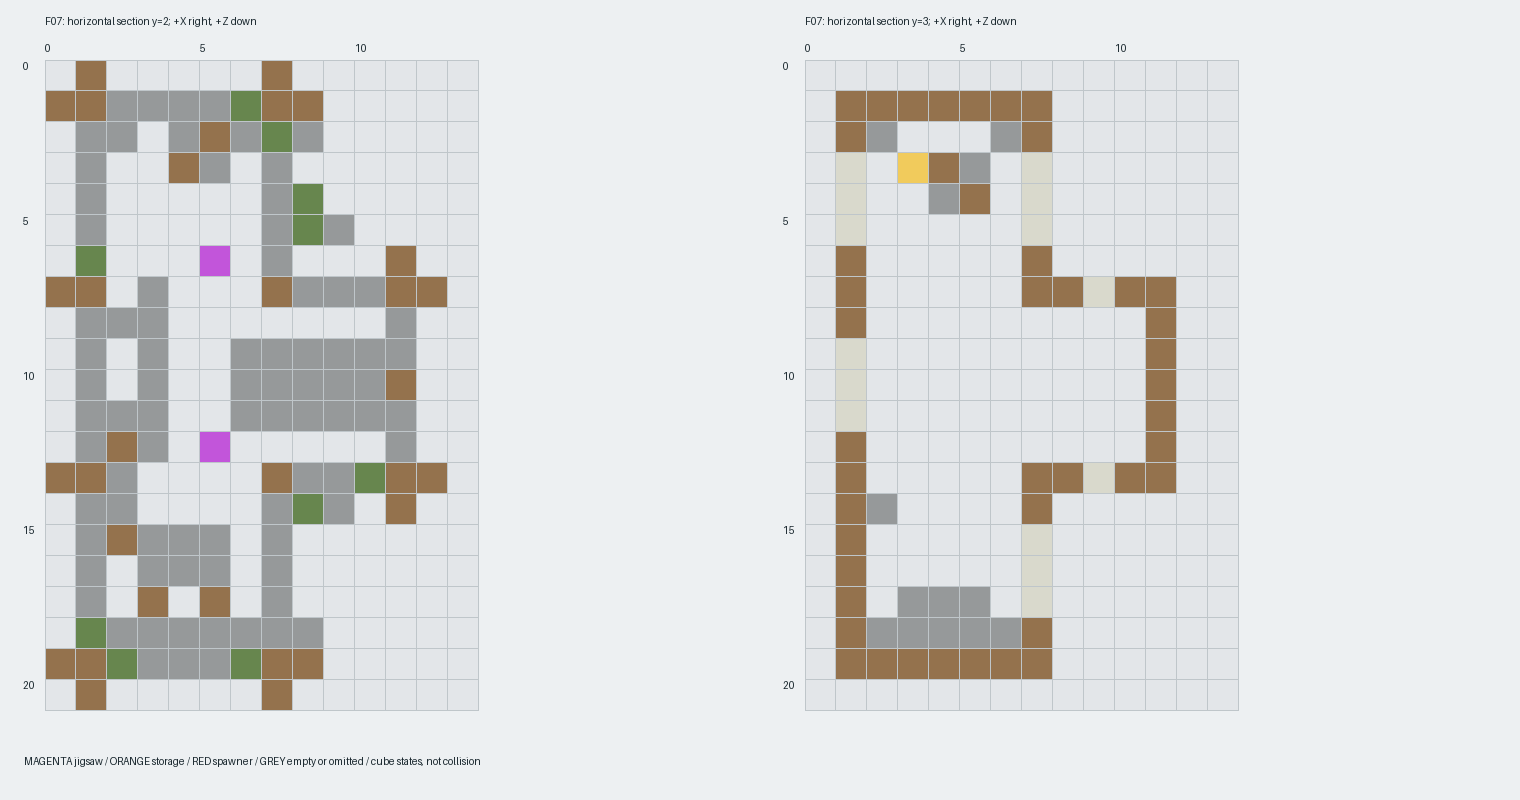 F07: horizontal section y=2; +X right, +Z down
F07: horizontal section y=3; +X right, +Z down
0 5 10
0 5 10
0
0
5
5
10
10
15
15
20
20
MAGENTA jigsaw / ORANGE storage / RED spawner / GREY empty or omitted / cube states, not collision